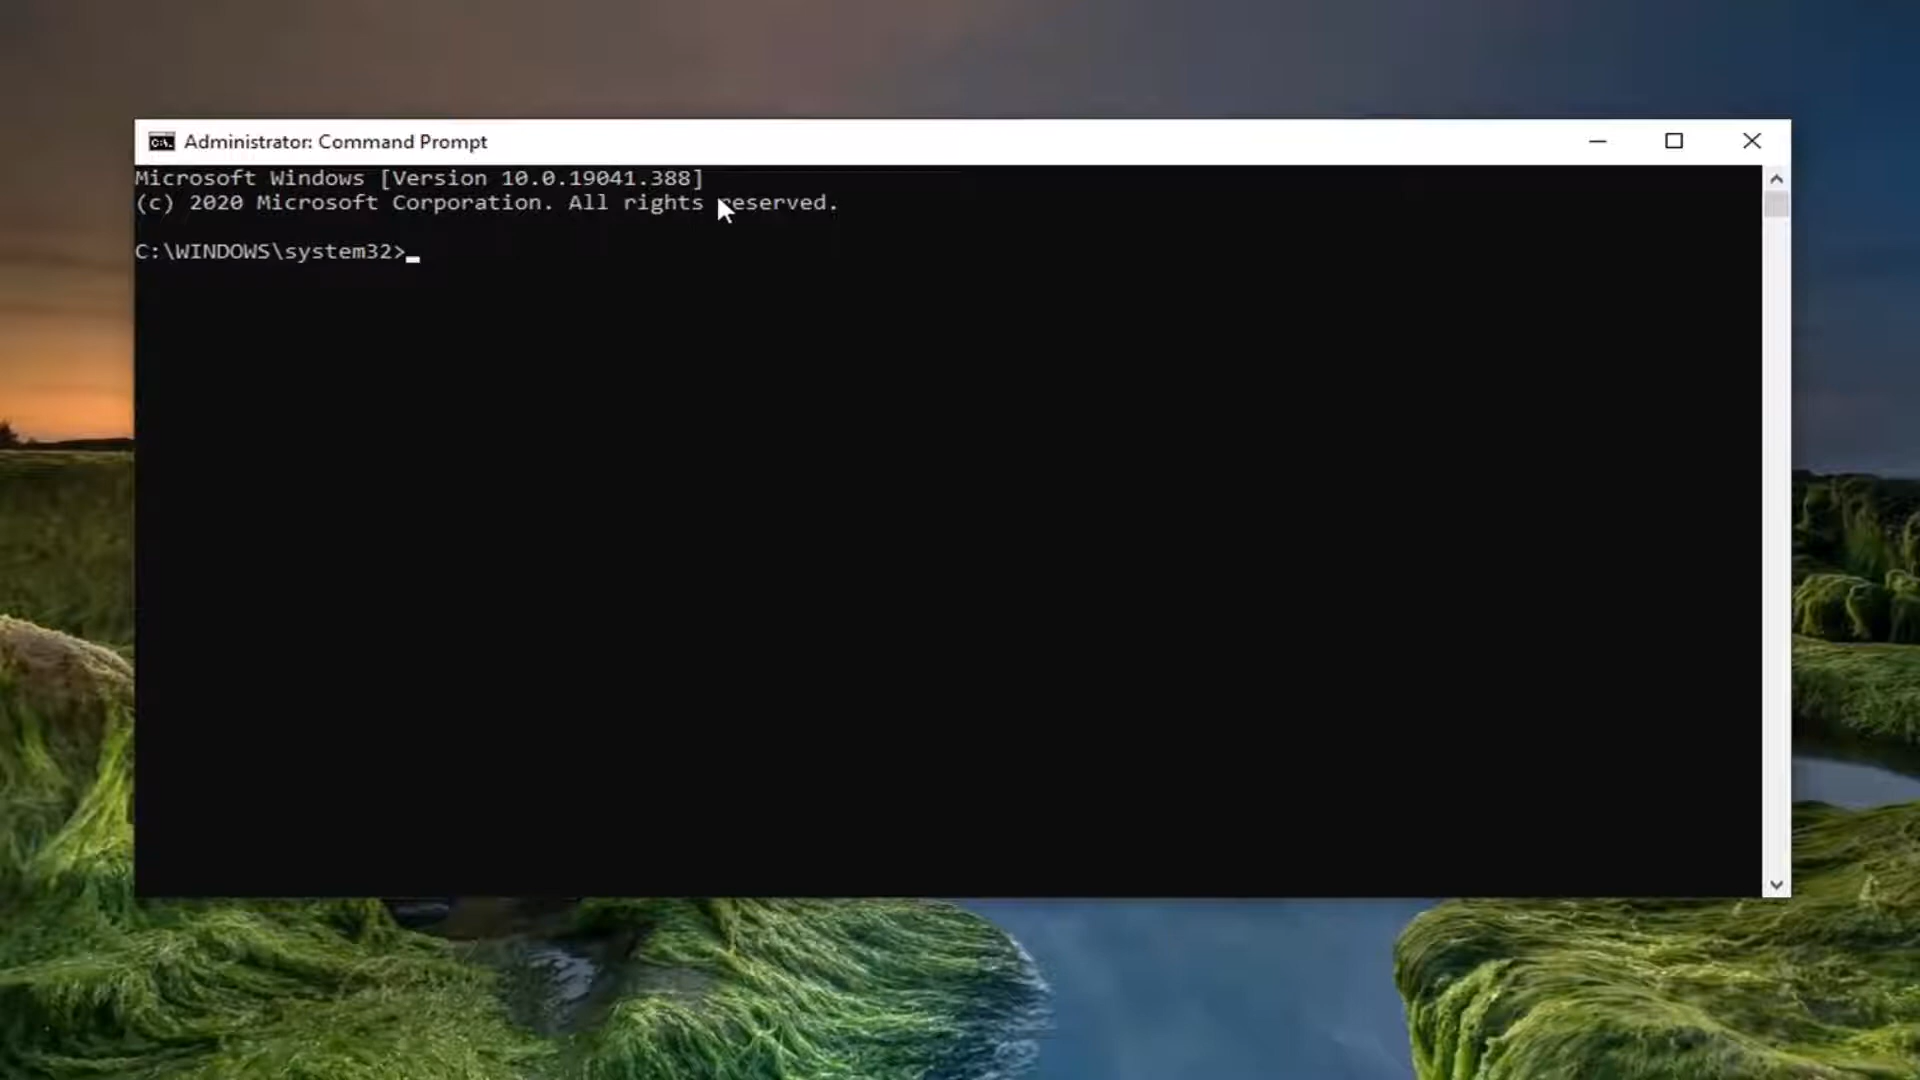 Administrator: Command Prompt
Microsoft Windows [Version 10.0.19041.388]
(c) 2020 Microsoft Corporation. All rights reserved.
C:\WINDOWS\system32>